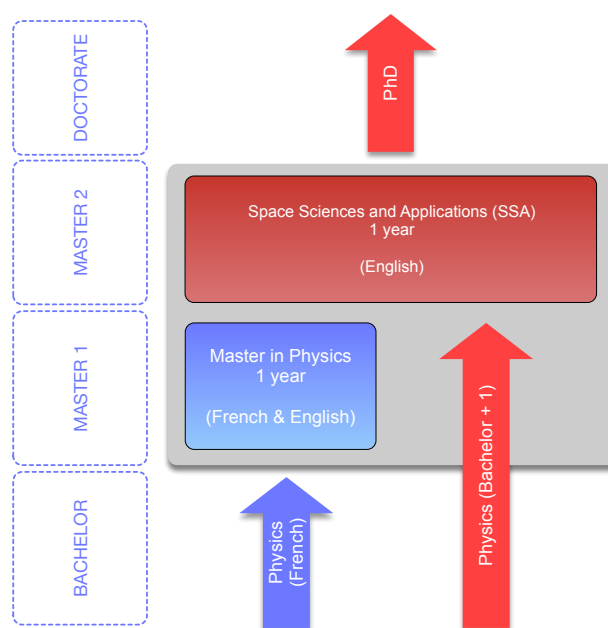 DOCTORATE
PhD
MASTER 2
Space Sciences and Applications (SSA)
1 year
(English)
MASTER 1
Master in Physics
1 year
(French & English)
BACHELOR
Physics
(French)
Physics (Bachelor + 1)